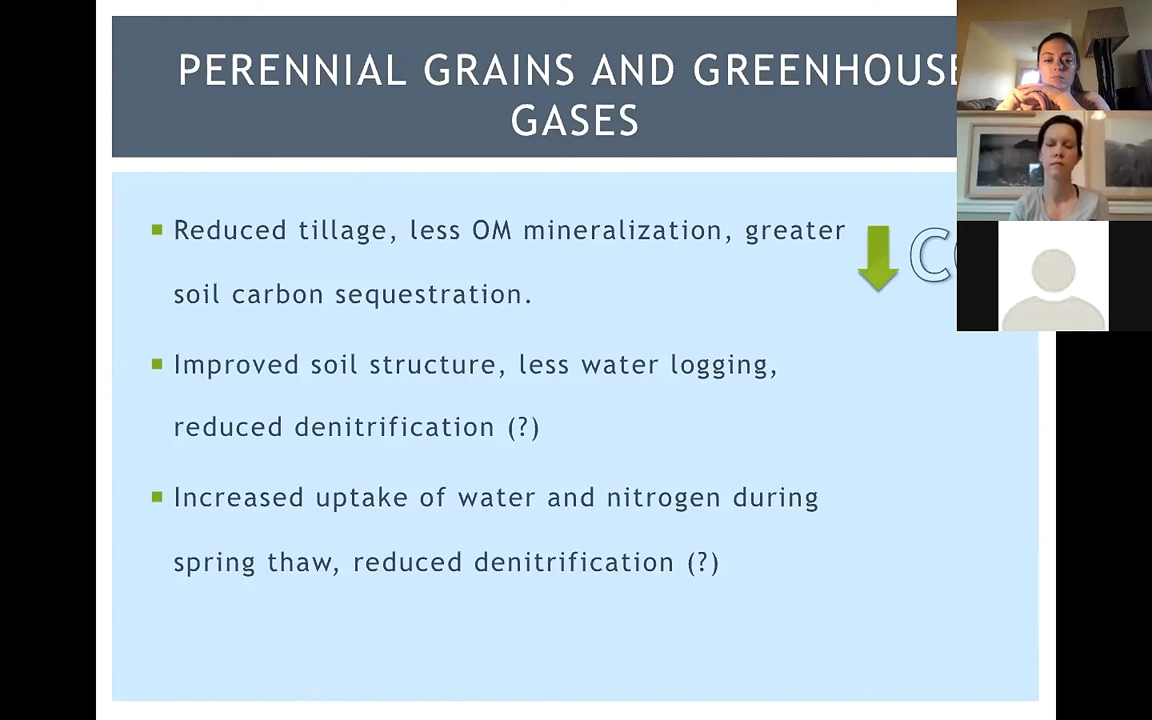 PERENNIAL GRAINS AND GREENHOUSE
GASES
Reduced tillage, less OM mineralization, greater
soil carbon sequestration.
Improved soil structure, less water logging,
reduced denitrification (?)
Increased uptake of water and nitrogen during
spring thaw, reduced denitrification (?)